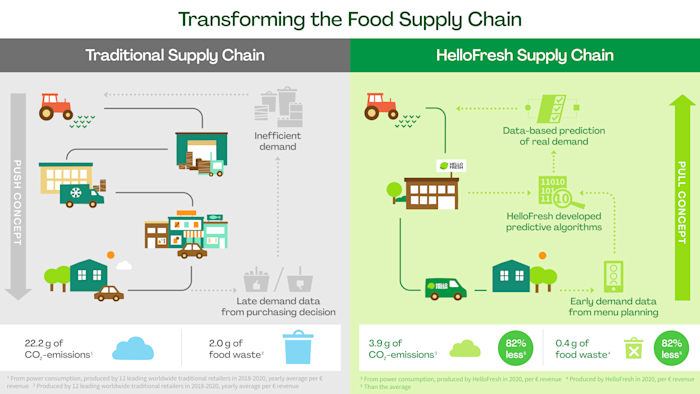 Transforming the Food Supply Chain
Traditional Supply Chain
PUSH CONCEPT
Inefficient
demand
Late demand data
from purchasing decision
22.2 g of
CO₂-emissions¹
2.0 g of
food waste²
¹ From power consumption, produced by 12 leading worldwide traditional retailers in 2018-2020, yearly average per €
revenue ² Produced by 12 leading worldwide traditional retailers in 2018-2020, yearly average per € revenue
HelloFresh Supply Chain
PULL CONCEPT
Data-based prediction
of real demand
HELLO
FRESH
11010
101
1110
HelloFresh developed
predictive algorithms
HELLO
FRESH
Early demand data
from menu planning
3.9 g of
CO₂-emissions³
82%
less⁵
0.4 g of
food waste⁴
82%
less⁵
³ From power consumption, produced by HelloFresh in 2020, per € revenue ⁴ Produced by HelloFresh in 2020, per € revenue
⁵ Than the average